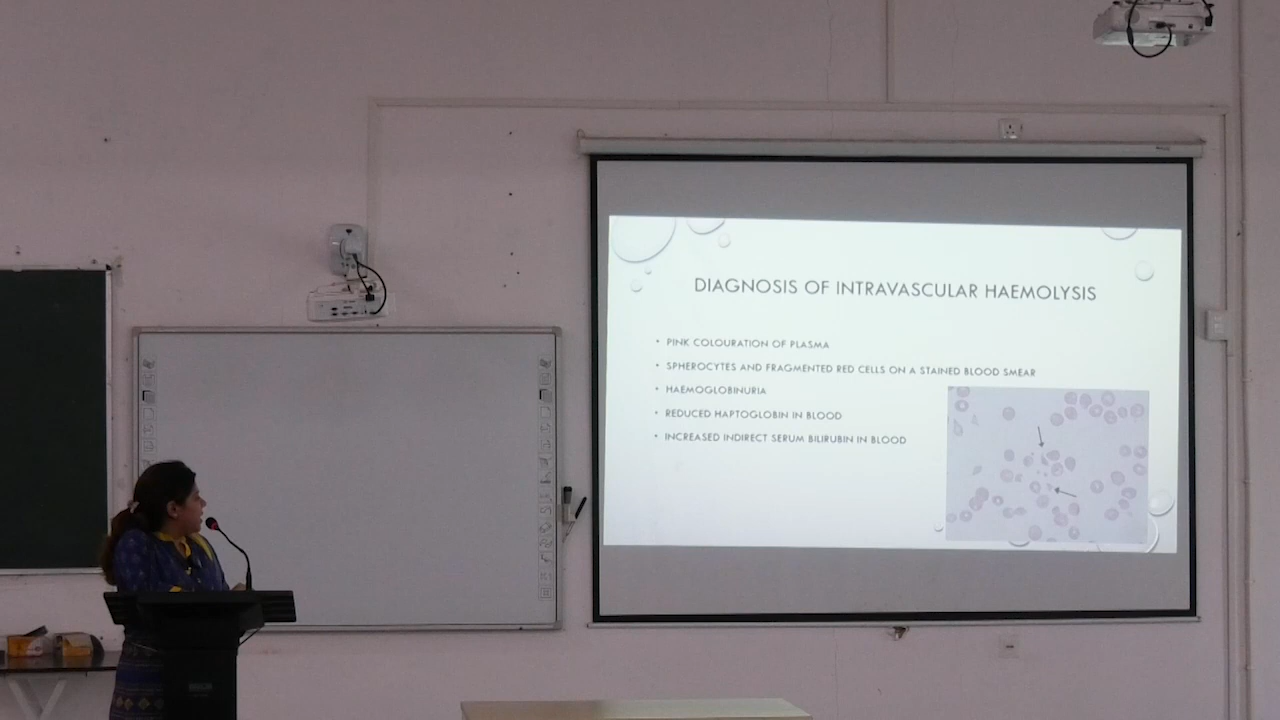 DIAGNOSIS OF INTRAVASCULAR HAEMOLYSIS
• PINK COLOURATION OF PLASMA
• SPHEROCYTES AND FRAGMENTED RED CELLS ON A STAINED BLOOD SMEAR
• HAEMOGLOBINURIA
• REDUCED HAPTOGLOBIN IN BLOOD
• INCREASED INDIRECT SERUM BILIRUBIN IN BLOOD